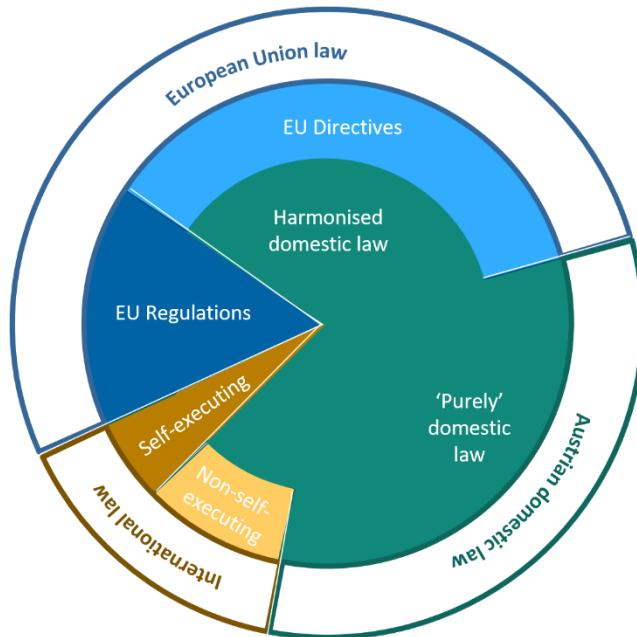 European Union law
EU Directives
Harmonised
domestic law
EU Regulations
Self-executing
Non-self-
executing
‘Purely’
domestic
law
International law
Austrian domestic law